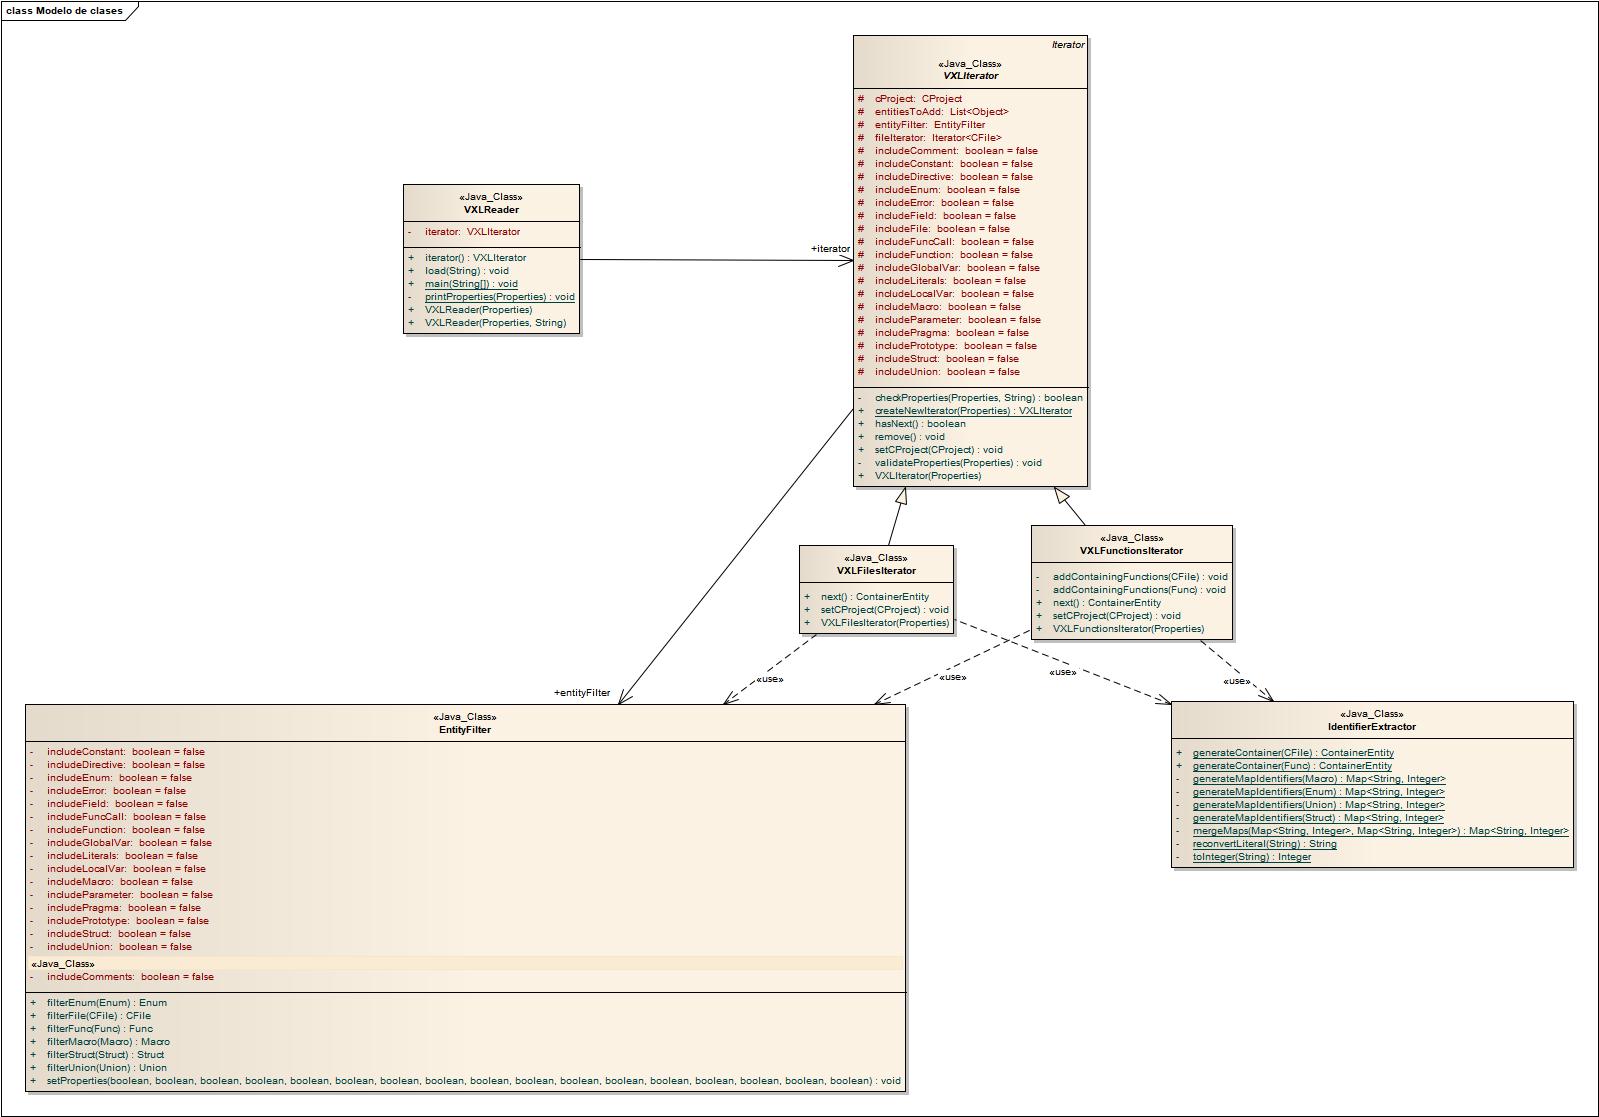 class Modelo de clases
Iterator
«Java_Class»
VXLIterator
# cProject: CProject
# entitiesToAdd: List<Object>
# entityFilter: EntityFilter
# fileIterator: Iterator<CFile>
# includeComment: boolean = false
# includeConstant: boolean = false
# includeDirective: boolean = false
# includeEnum: boolean = false
# includeError: boolean = false
# includeField: boolean = false
# includeFile: boolean = false
# includeFuncCall: boolean = false
# includeFunction: boolean = false
# includeGlobalVar: boolean = false
# includeLiterals: boolean = false
# includeLocalVar: boolean = false
# includeMacro: boolean = false
# includeParameter: boolean = false
# includePragma: boolean = false
# includePrototype: boolean = false
# includeStruct: boolean = false
# includeUnion: boolean = false
- checkProperties(Properties, String) : boolean
+ createNewIterator(Properties) : VXLIterator
+ hasNext() : boolean
+ remove() : void
+ setCProject(CProject) : void
- validateProperties(Properties) : void
+ VXLIterator(Properties)
«Java_Class»
VXLReader
- iterator: VXLIterator
+ iterator() : VXLIterator
+ load(String) : void
+ main(String[]) : void
- printProperties(Properties) : void
+ VXLReader(Properties)
+ VXLReader(Properties, String)
+iterator
«Java_Class»
VXLFilesIterator
+ next() : ContainerEntity
+ setCProject(CProject) : void
+ VXLFilesIterator(Properties)
«Java_Class»
VXLFunctionsIterator
- addContainingFunctions(CFile) : void
- addContainingFunctions(Func) : void
+ next() : ContainerEntity
+ setCProject(CProject) : void
+ VXLFunctionsIterator(Properties)
+entityFilter
«use»
«use»
«use»
«use»
«Java_Class»
EntityFilter
- includeConstant: boolean = false
- includeDirective: boolean = false
- includeEnum: boolean = false
- includeError: boolean = false
- includeField: boolean = false
- includeFuncCall: boolean = false
- includeFunction: boolean = false
- includeGlobalVar: boolean = false
- includeLiterals: boolean = false
- includeLocalVar: boolean = false
- includeMacro: boolean = false
- includeParameter: boolean = false
- includePragma: boolean = false
- includePrototype: boolean = false
- includeStruct: boolean = false
- includeUnion: boolean = false
«Java_Class»
- includeComments: boolean = false
+ filterEnum(Enum) : Enum
+ filterFile(CFile) : CFile
+ filterFunc(Func) : Func
+ filterMacro(Macro) : Macro
+ filterStruct(Struct) : Struct
+ filterUnion(Union) : Union
+ setProperties(boolean, boolean, boolean, boolean, boolean, boolean, boolean, boolean, boolean, boolean, boolean, boolean, boolean, boolean, boolean, boolean, boolean) : void
«Java_Class»
IdentifierExtractor
+ generateContainer(CFile) : ContainerEntity
+ generateContainer(Func) : ContainerEntity
- generateMapIdentifiers(Macro) : Map<String, Integer>
- generateMapIdentifiers(Enum) : Map<String, Integer>
- generateMapIdentifiers(Union) : Map<String, Integer>
- generateMapIdentifiers(Struct) : Map<String, Integer>
- mergeMaps(Map<String, Integer>, Map<String, Integer>) : Map<String, Integer>
- reconvertLiteral(String) : String
- toInteger(String) : Integer